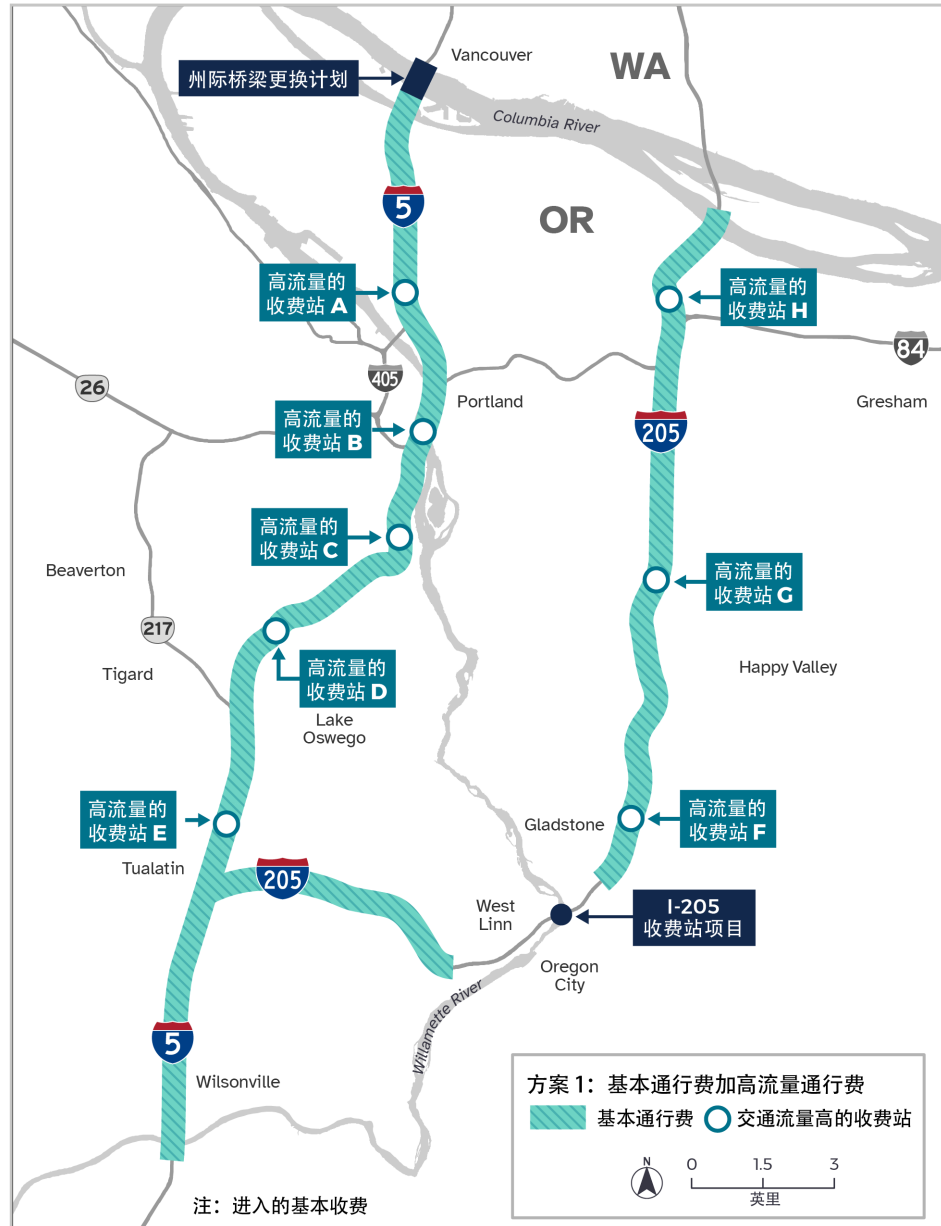 Vancouver
WA
州际桥梁更换计划
Columbia River
5
OR
高流量的
收费站 A
高流量的
收费站 H
84
405
26
Portland
Gresham
高流量的
收费站 B
205
高流量的
收费站 C
Beaverton
高流量的
收费站 G
217
Tigard
高流量的
收费站 D
Happy Valley
Lake
Oswego
高流量的
收费站 E
Gladstone
高流量的
收费站 F
Tualatin
205
West
Linn
I-205
收费站项目
Oregon
City
Willamette River
5
Wilsonville
方案 1：基本通行费加高流量通行费
基本通行费
交通流量高的收费站
N
0 1.5 3
英里
注：进入的基本收费